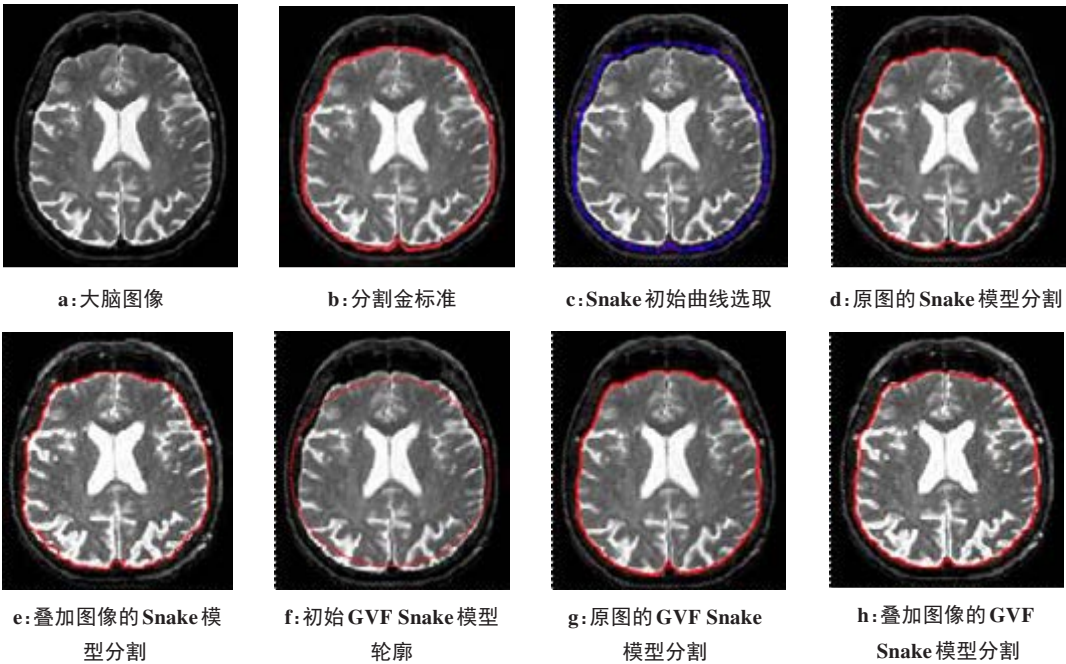 a:大脑图像
b:分割金标准
c:Snake初始曲线选取
d:原图的Snake模型分割
e:叠加图像的Snake模
型分割
f:初始GVF Snake模型
轮廓
g:原图的GVF Snake
模型分割
h:叠加图像的GVF
Snake模型分割